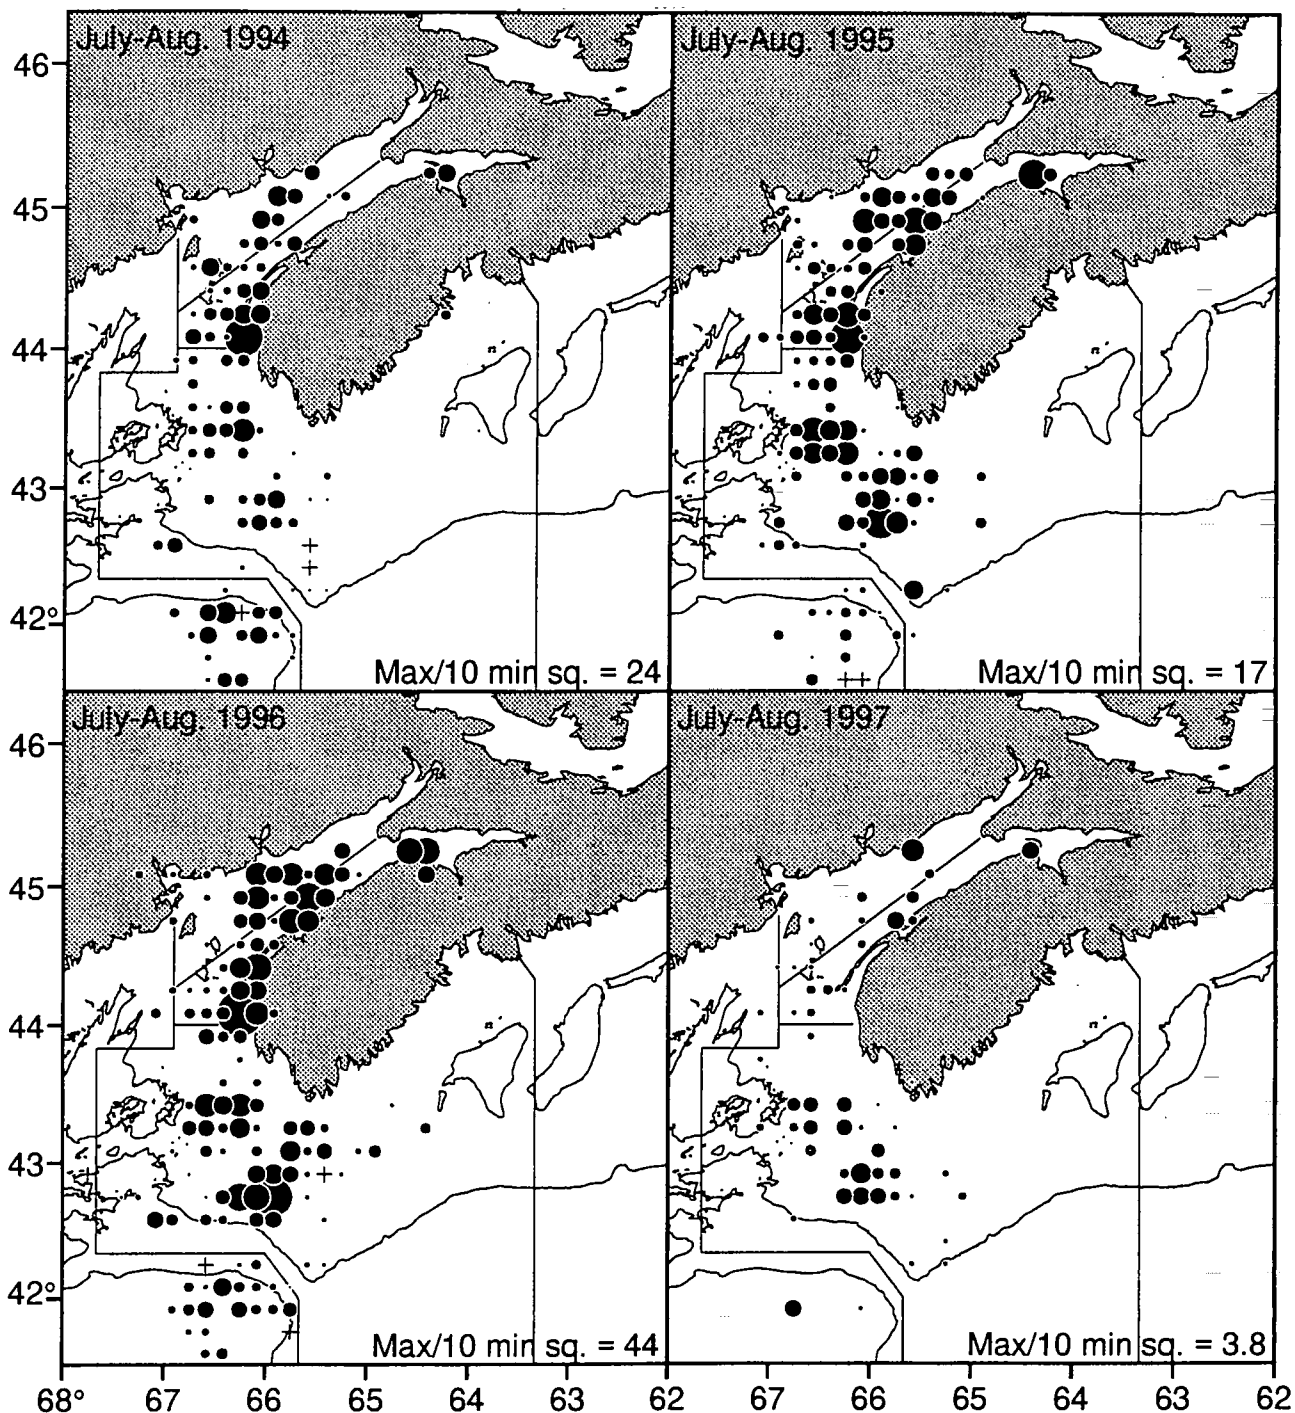 July-Aug. 1994
July-Aug. 1995
46
45
44
43
42°
Max/10 min sq. = 24
Max/10 min sq. = 17
July-Aug. 1996
July-Aug. 1997
46
45
44
43
42°
Max/10 min sq. = 44
Max/10 min sq. = 3.8
68° 67 66 65 64 63 62 67 66 65 64 63 62